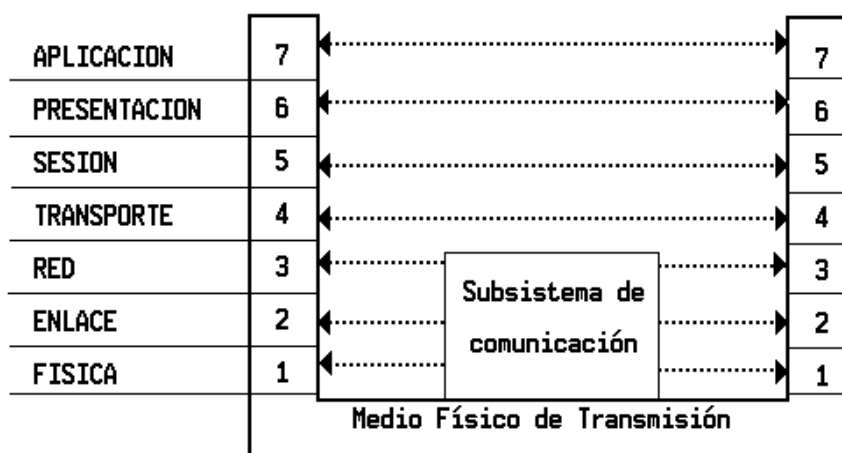 APLICACION 7 7
PRESENTACION 6 6
SESION 5 5
TRANSPORTE 4 4
RED 3 3
Subsistema de
ENLACE 2 2
comunicación
FISICA 1 1
Medio Físico de Transmisión